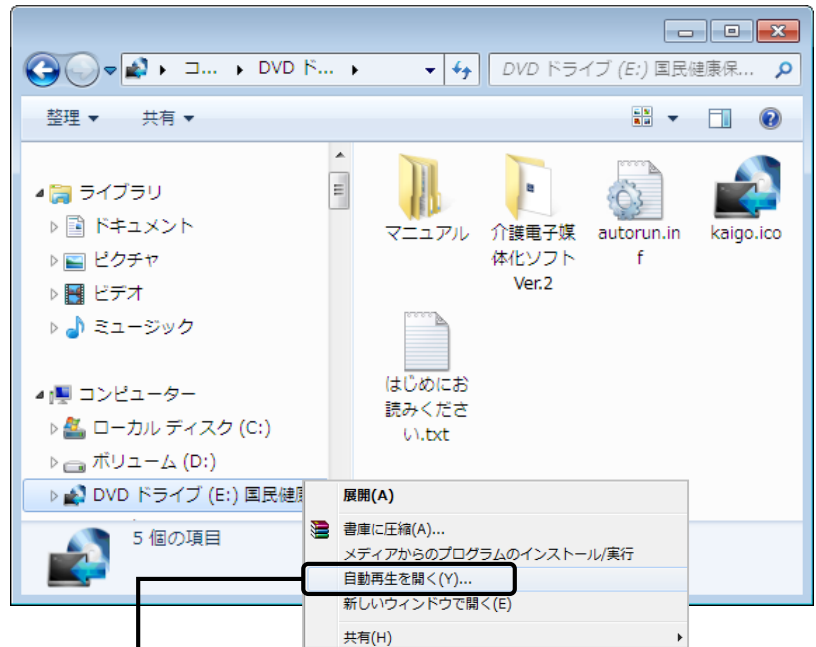 コ... DVD ド...
DVD ドライブ (E:) 国民健康保...
整理 共有
ライブラリ
ドキュメント
ピクチャ
ビデオ
ミュージック
コンピューター
ローカル ディスク (C:)
ボリューム (D:)
DVD ドライブ (E:) 国民健
マニュアル
介護電子媒
体化ソフト
Ver.2
autorun.in
f
kaigo.ico
はじめにお
読みくださ
い.txt
5 個の項目
展開(A)
書庫に圧縮(A)...
メディアからのプログラムのインストール/実行
自動再生を開く(Y)...
新しいウィンドウで開く(E)
共有(H)